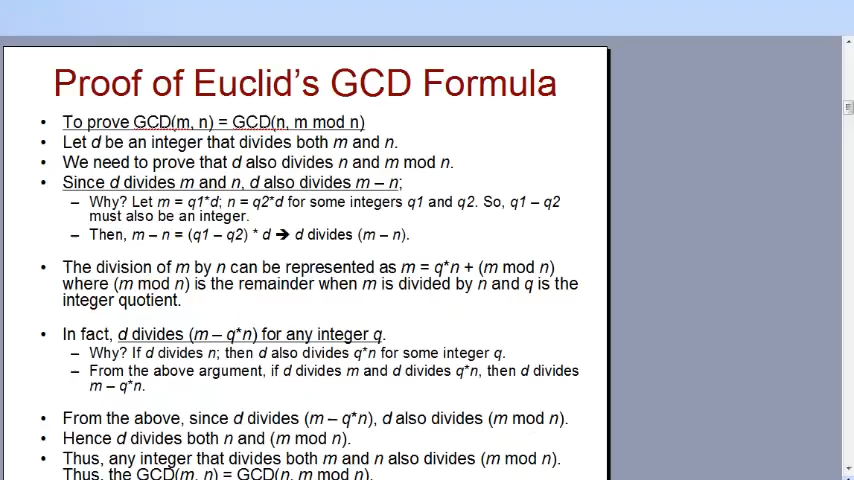 Proof of Euclid's GCD Formula
• To prove GCD(m, n) = GCD(n, m mod n)
• Let d be an integer that divides both m and n.
• We need to prove that d also divides n and m mod n.
• Since d divides m and n, d also divides m – n;
– Why? Let m = q1*d; n = q2*d for some integers q1 and q2. So, q1 – q2
must also be an integer.
– Then, m – n = (q1 – q2) * d ➔ d divides (m – n).
• The division of m by n can be represented as m = q*n + (m mod n)
where (m mod n) is the remainder when m is divided by n and q is the
integer quotient.
• In fact, d divides (m – q*n) for any integer q.
– Why? If d divides n; then d also divides q*n for some integer q.
– From the above argument, if d divides m and d divides q*n, then d divides
m – q*n.
• From the above, since d divides (m – q*n), d also divides (m mod n).
• Hence d divides both n and (m mod n).
• Thus, any integer that divides both m and n also divides (m mod n).
Thus, the GCD(m, n) = GCD(n, m mod n).